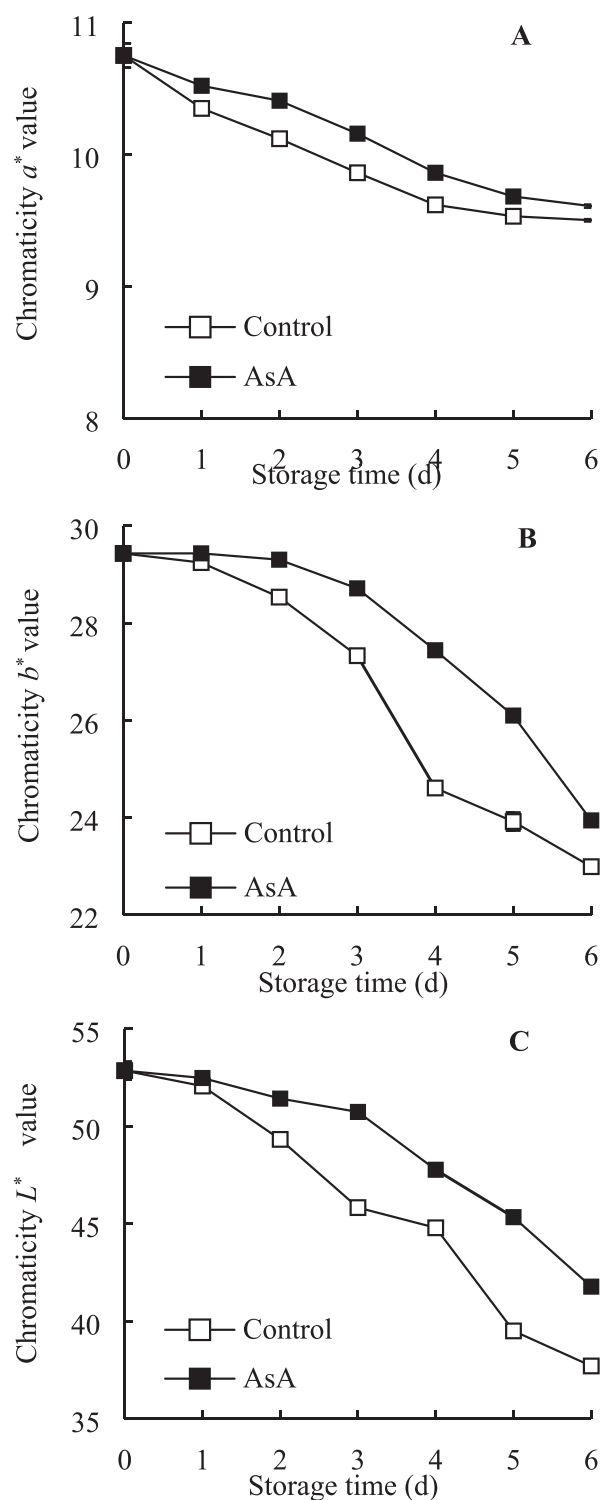 A
11
10
9
8
Chromaticity a* value
Control
AsA
0 1 2 3 4 5 6
Storage time (d)
B
30
28
26
24
22
Chromaticity b* value
Control
AsA
0 1 2 3 4 5 6
Storage time (d)
C
55
50
45
40
35
Chromaticity L* value
Control
AsA
0 1 2 3 4 5 6
Storage time (d)